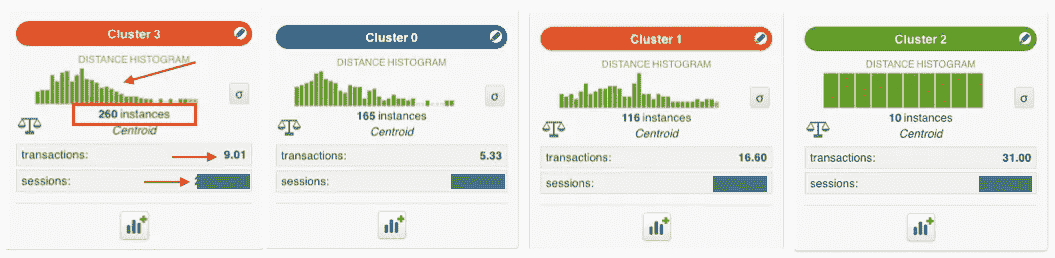 Cluster 3
DISTANCE HISTOGRAM
σ
260 instances
Centroid
transactions: 9.01
sessions:
Cluster 0
DISTANCE HISTOGRAM
σ
165 instances
Centroid
transactions: 5.33
sessions:
Cluster 1
DISTANCE HISTOGRAM
σ
116 instances
Centroid
transactions: 16.60
sessions:
Cluster 2
DISTANCE HISTOGRAM
σ
10 instances
Centroid
transactions: 31.00
sessions: